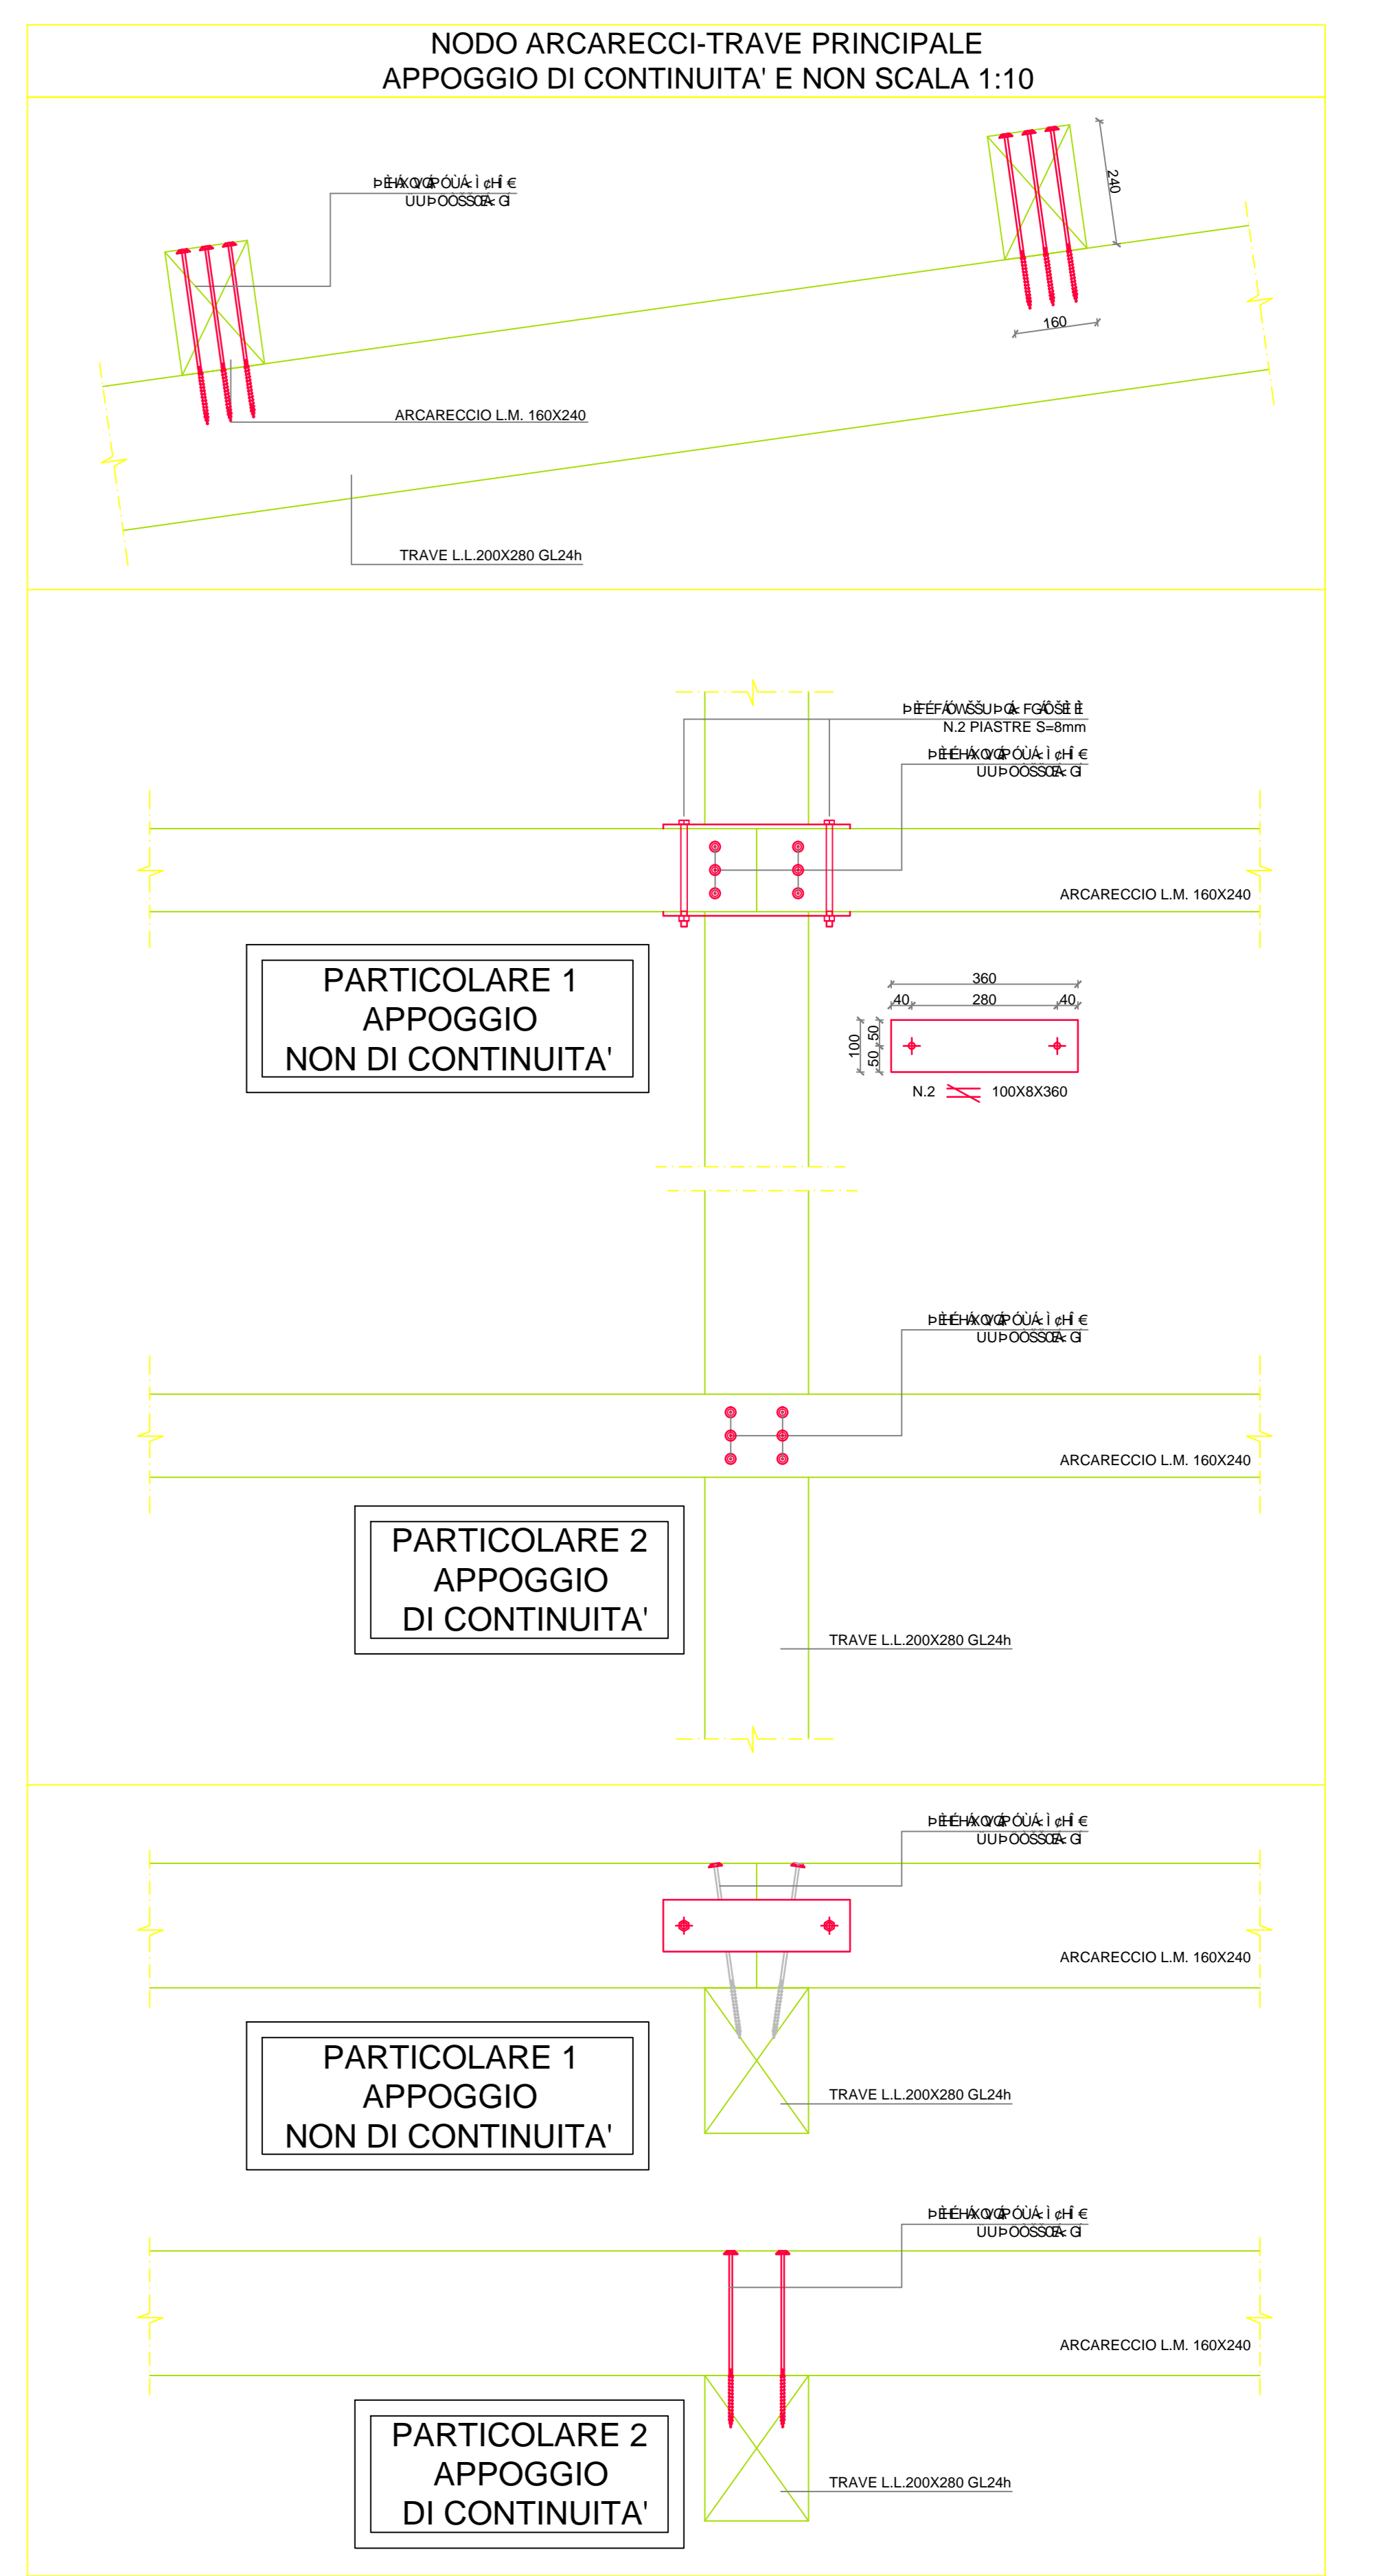 NODO ARCARECCI-TRAVE PRINCIPALE
APPOGGIO DI CONTINUITA' E NON SCALA 1:10
240
160
ARCARECCIO L.M. 160X240
TRAVE L.L.200X280 GL24h
N.2 PIASTRE S=8mm
ARCARECCIO L.M. 160X240
PARTICOLARE 1
APPOGGIO
NON DI CONTINUITA'
360
40 280 40
100
50
50
N.2 100X8X360
ARCARECCIO L.M. 160X240
PARTICOLARE 2
APPOGGIO
DI CONTINUITA'
TRAVE L.L.200X280 GL24h
ARCARECCIO L.M. 160X240
PARTICOLARE 1
APPOGGIO
NON DI CONTINUITA'
TRAVE L.L.200X280 GL24h
ARCARECCIO L.M. 160X240
PARTICOLARE 2
APPOGGIO
DI CONTINUITA'
TRAVE L.L.200X280 GL24h